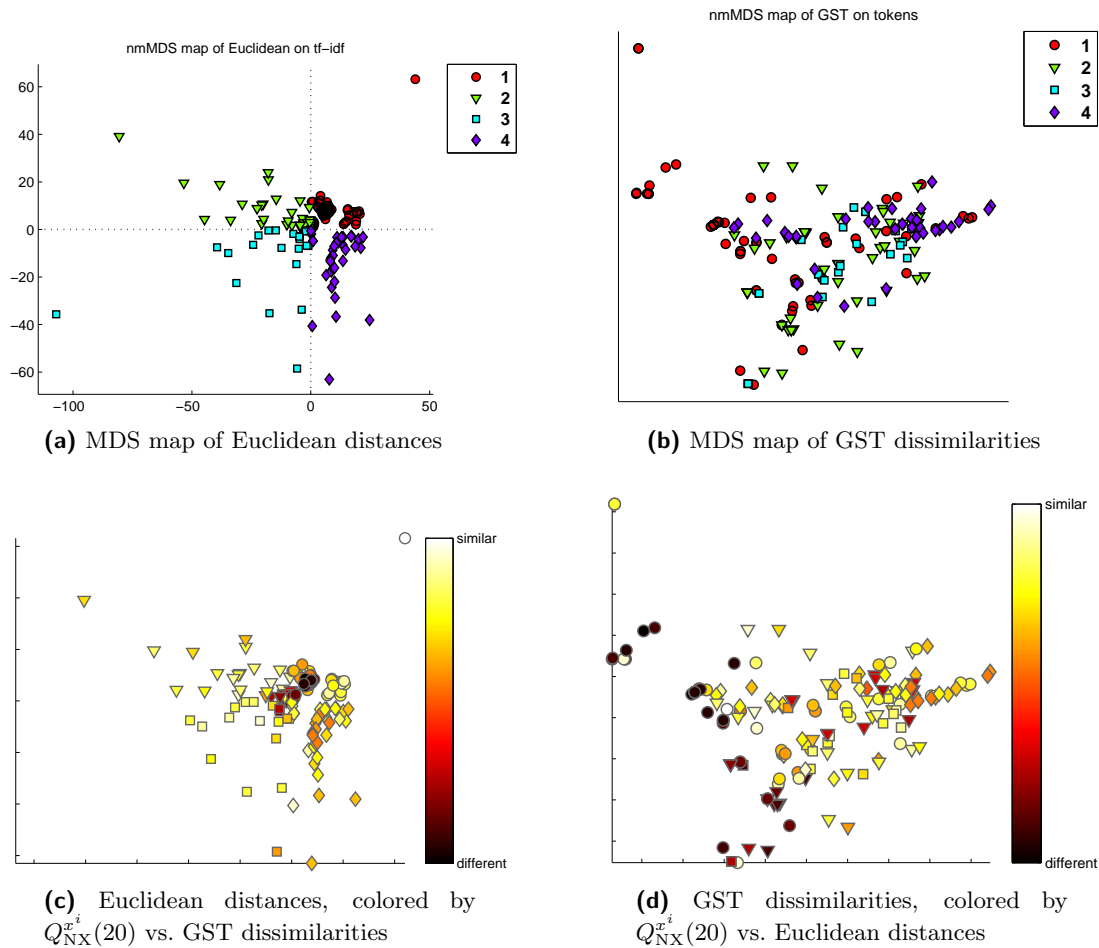 nmMDS map of Euclidean on tf−idf
1
2
3
4
60
40
20
0
−20
−40
−60
−100
−50
0
50
(a) MDS map of Euclidean distances
nmMDS map of GST on tokens
1
2
3
4
(b) MDS map of GST dissimilarities
similar
different
(c) Euclidean distances, colored by
Q_NX^{x^i}(20) vs. GST dissimilarities
similar
different
(d) GST dissimilarities, colored by
Q_NX^{x^i}(20) vs. Euclidean distances